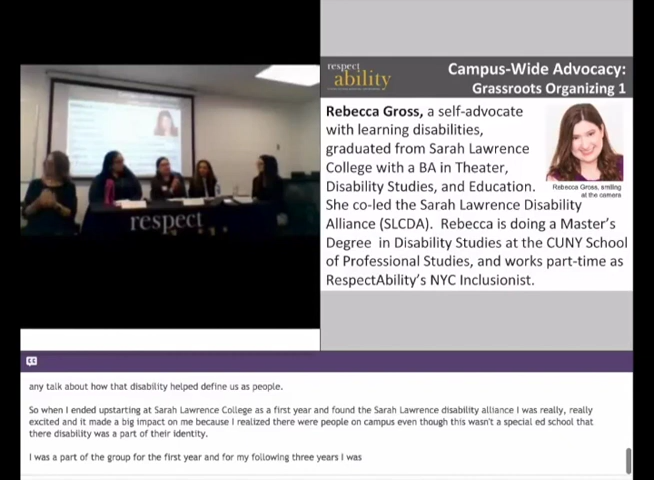 respect
ability
Campus-Wide Advocacy:
Grassroots Organizing 1
Rebecca Gross, a self-advocate
with learning disabilities,
graduated from Sarah Lawrence
College with a BA in Theater,
Disability Studies, and Education.
She co-led the Sarah Lawrence Disability
Alliance (SLCDA). Rebecca is doing a Master's
Degree in Disability Studies at the CUNY School
of Professional Studies, and works part-time as
RespectAbility's NYC Inclusionist.
Rebecca Gross, smiling
at the camera
respect
any talk about how that disability helped define us as people.
So when I ended upstarting at Sarah Lawrence College as a first year and found the Sarah Lawrence disability alliance I was really, really
excited and it made a big impact on me because I realized there were people on campus even though this wasn't a special ed school that
there disability was a part of their identity.
I was a part of the group for the first year and for my following three years I was